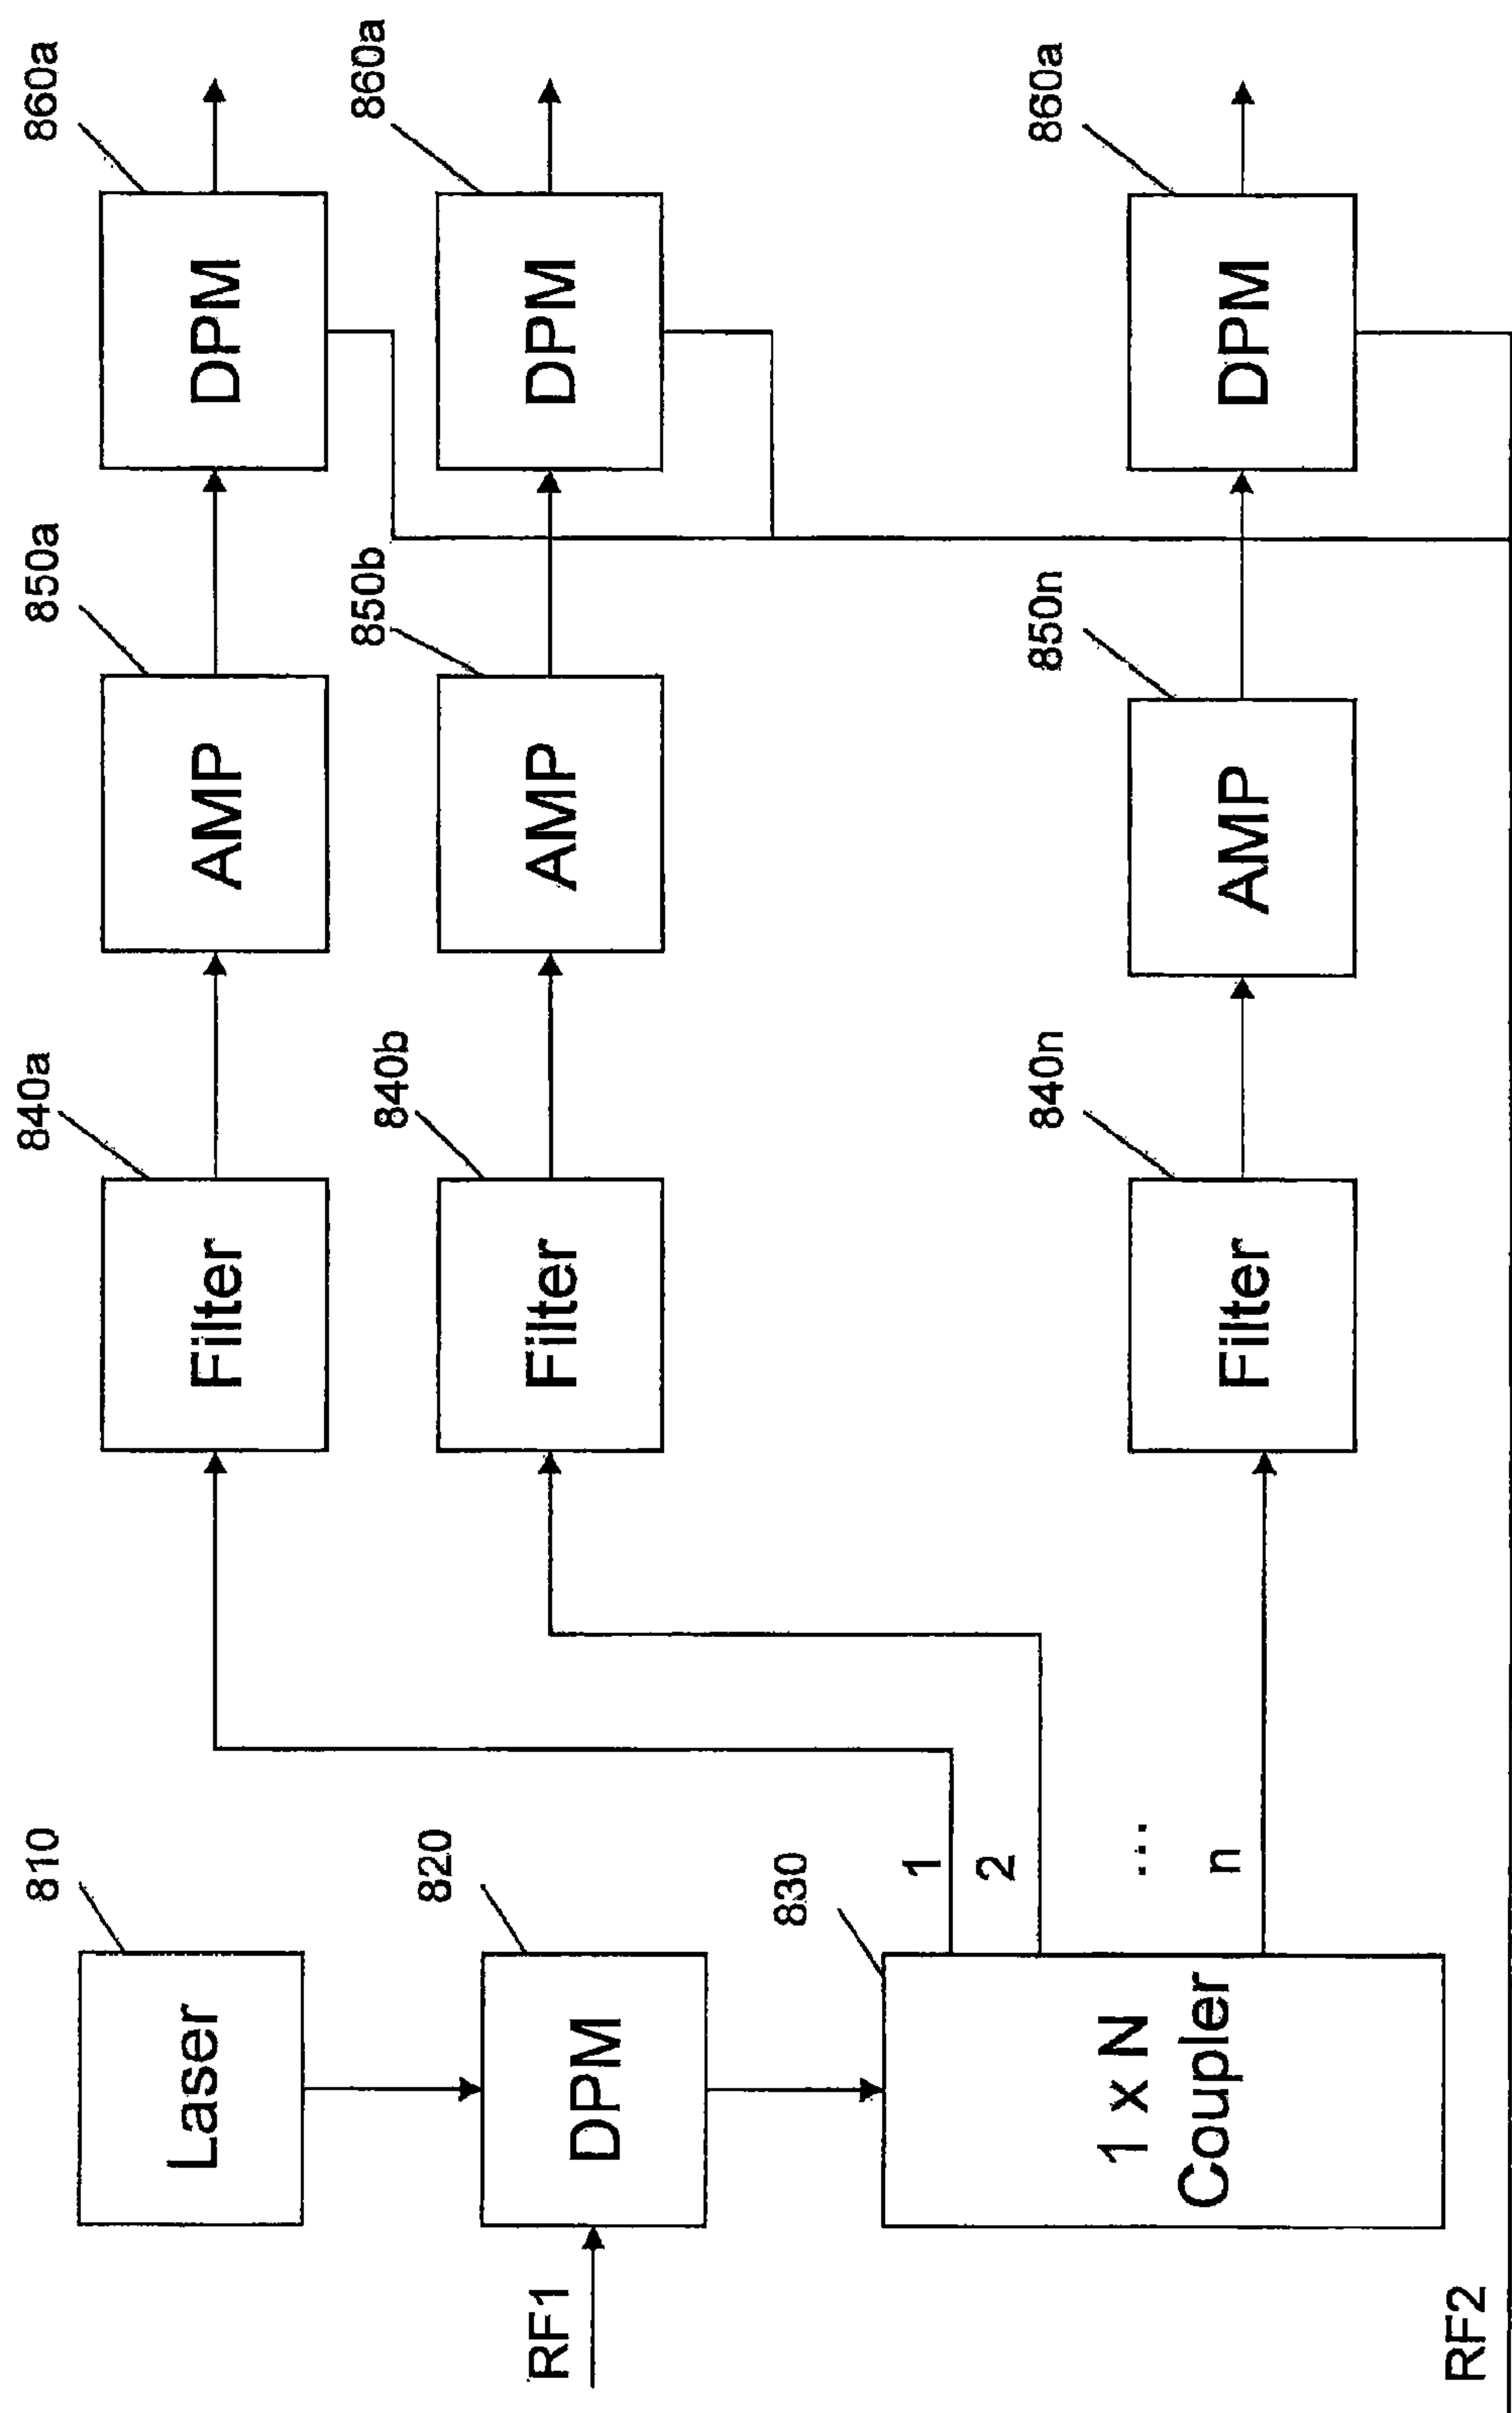 810
Laser
RF1
820
DPM
830
1 x N
Coupler
1
2
...
n
RF2
840a
Filter
850a
AMP
860a
DPM
840b
Filter
850b
AMP
860a
DPM
840n
Filter
850n
AMP
860a
DPM